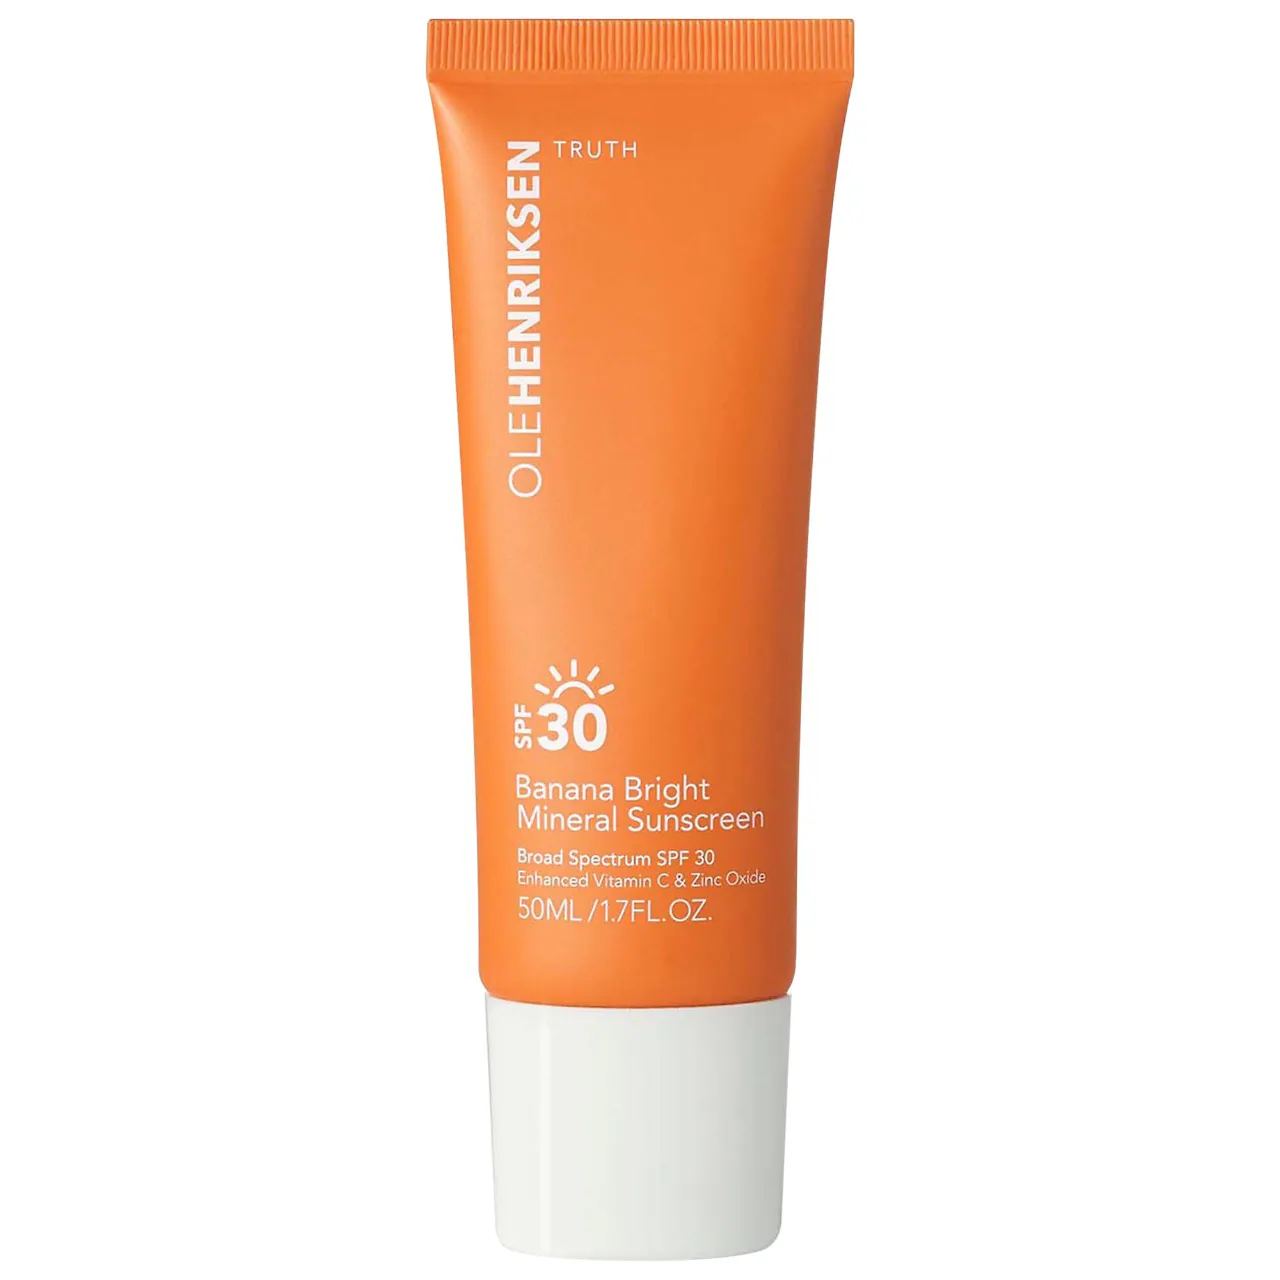 OLEHENRIKSEN
TRUTH
SPF
30
Banana Bright
Mineral Sunscreen
Broad Spectrum SPF 30
Enhanced Vitamin C & Zinc Oxide
50ML/1.7FL.OZ.